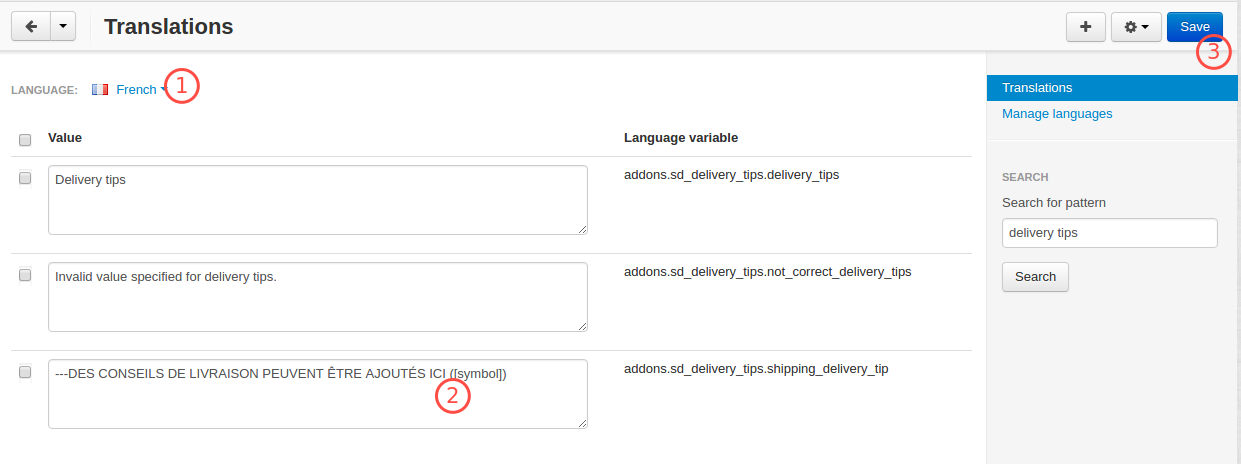 Translations
Save
3
LANGUAGE: French 1
Translations
Manage languages
Value Language variable
Delivery tips addons.sd_delivery_tips.delivery_tips
SEARCH
Search for pattern
delivery tips
Search
Invalid value specified for delivery tips. addons.sd_delivery_tips.not_correct_delivery_tips
---DES CONSEILS DE LIVRAISON PEUVENT ÊTRE AJOUTÉS ICI ([symbol]) addons.sd_delivery_tips.shipping_delivery_tip
2